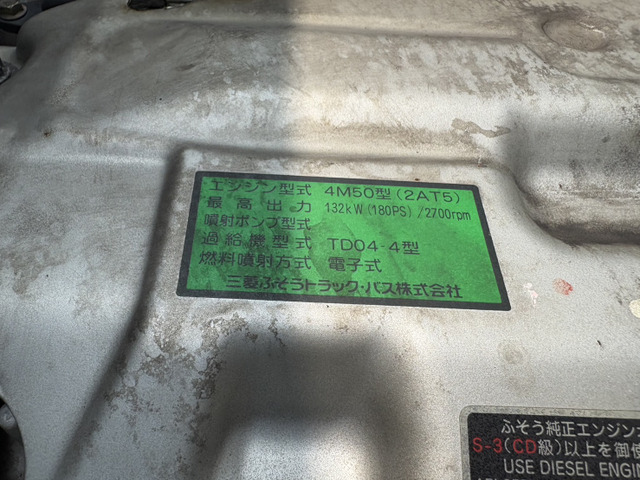 エンジン型式 4M50型(2AT5)
最高出力 132kW(180PS)/2700rpm
噴射ポンプ型式
過給機型式 TD04-4型
燃料噴射方式 電子式
三菱ふそうトラック・バス株式会社
ふそう純正エンジン
S-3(CD級)以上を御使
USE DIESEL ENGIN